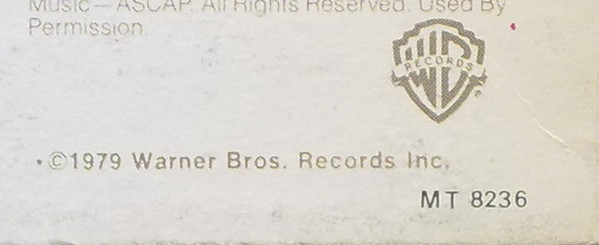 Music—ASCAP. All Rights Reserved. Used By
Permission.
WB
RECORDS
•©1979 Warner Bros. Records Inc.
MT 8236